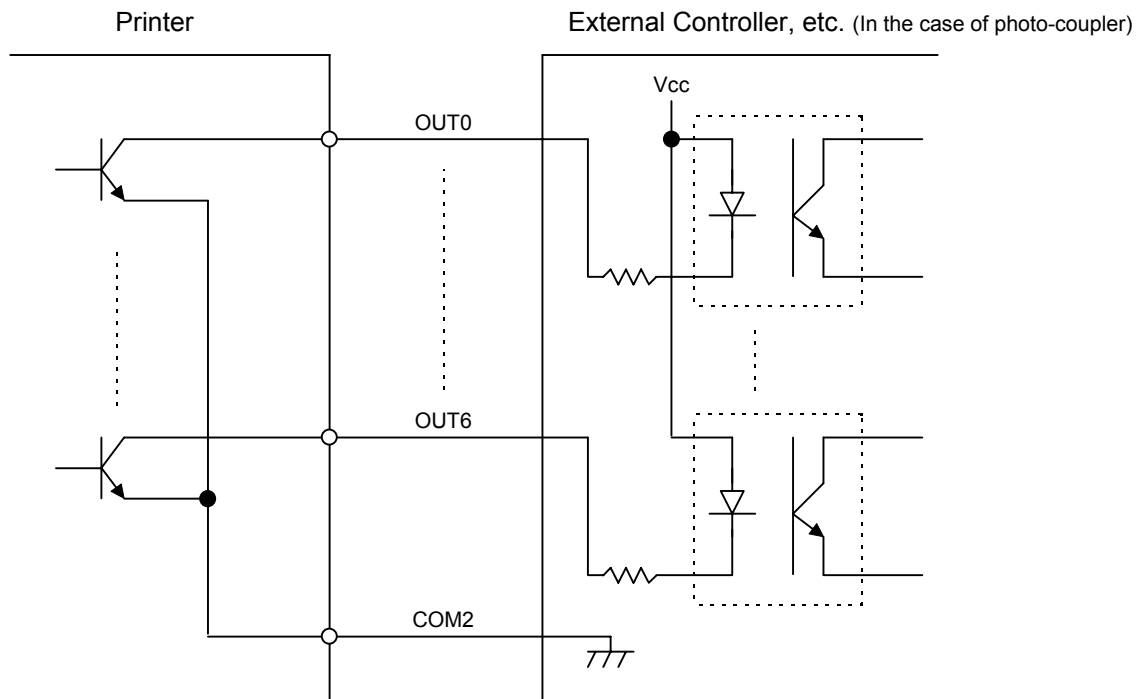 Printer
External Controller, etc. (In the case of photo-coupler)
Vcc
OUT0
OUT6
COM2